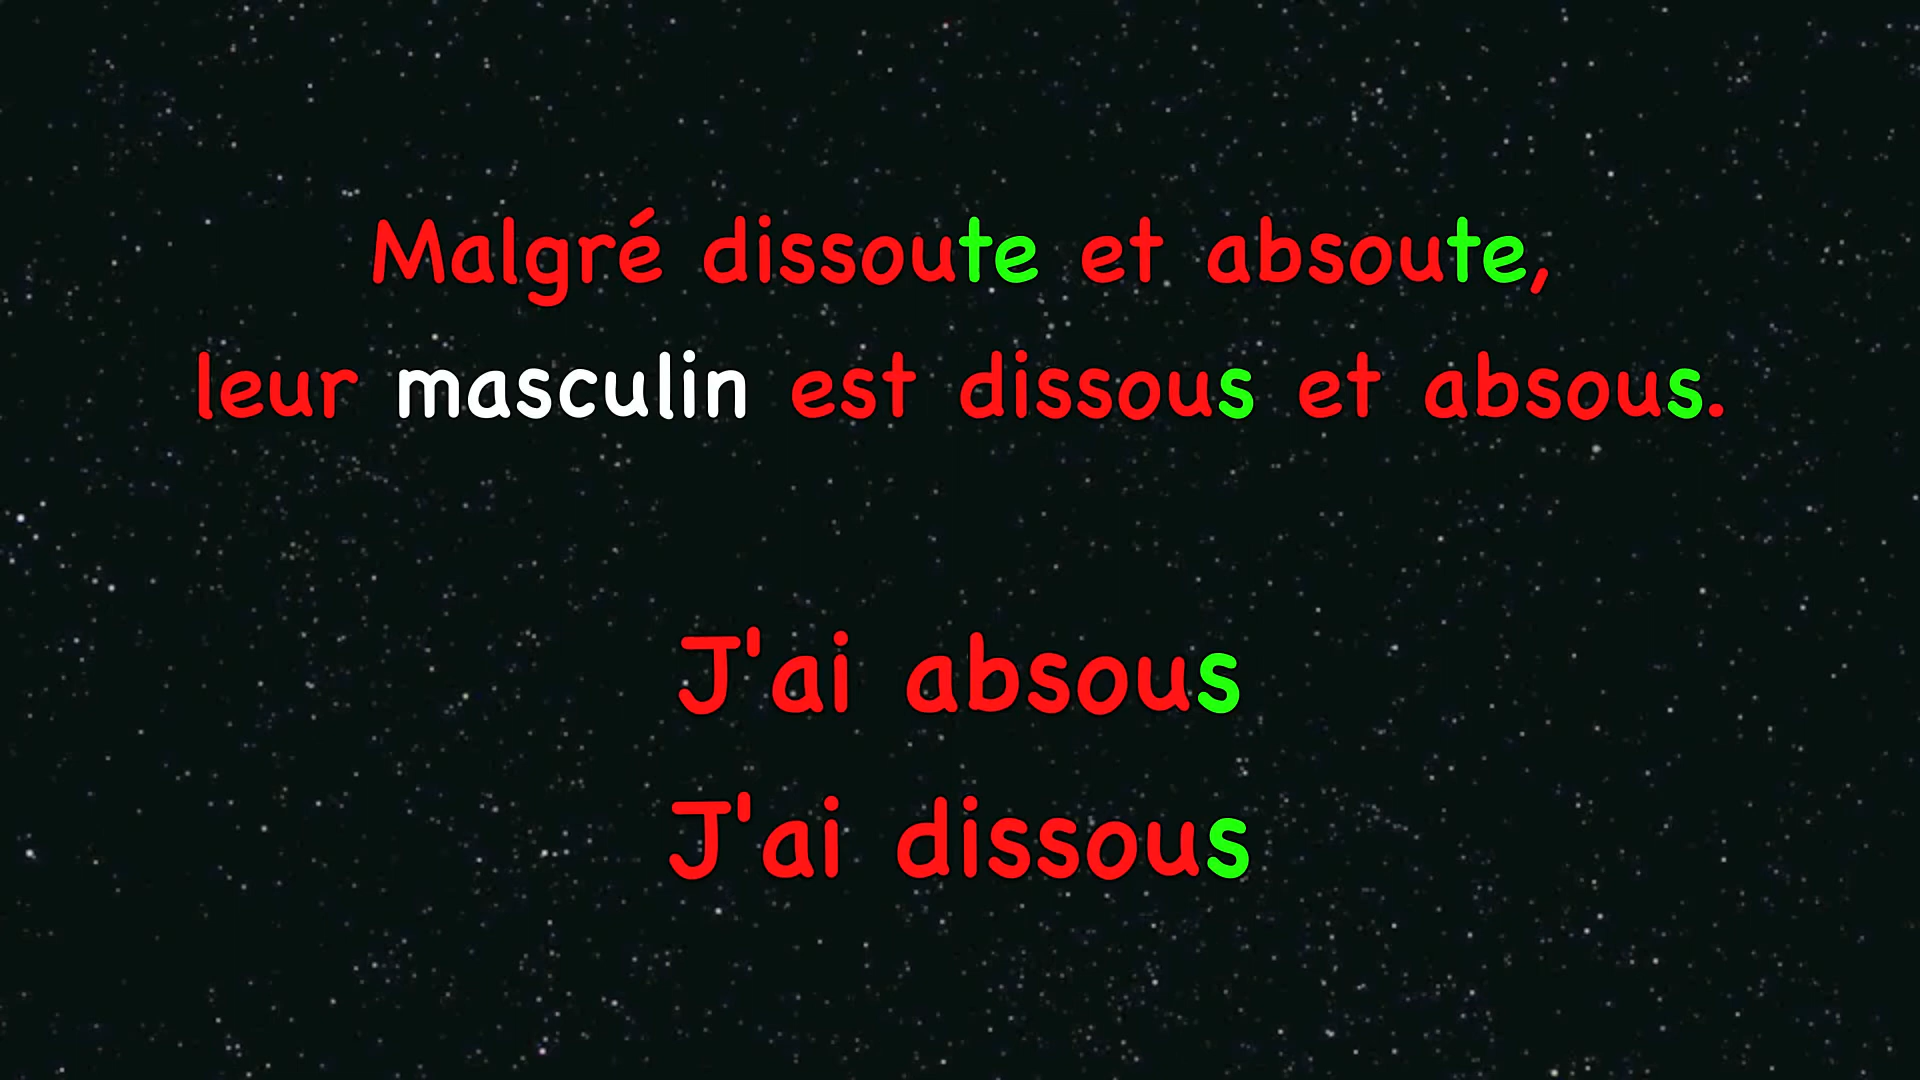 Malgré dissoute et absoute,
leur masculin est dissous et absous.
J'ai absous
J'ai dissous